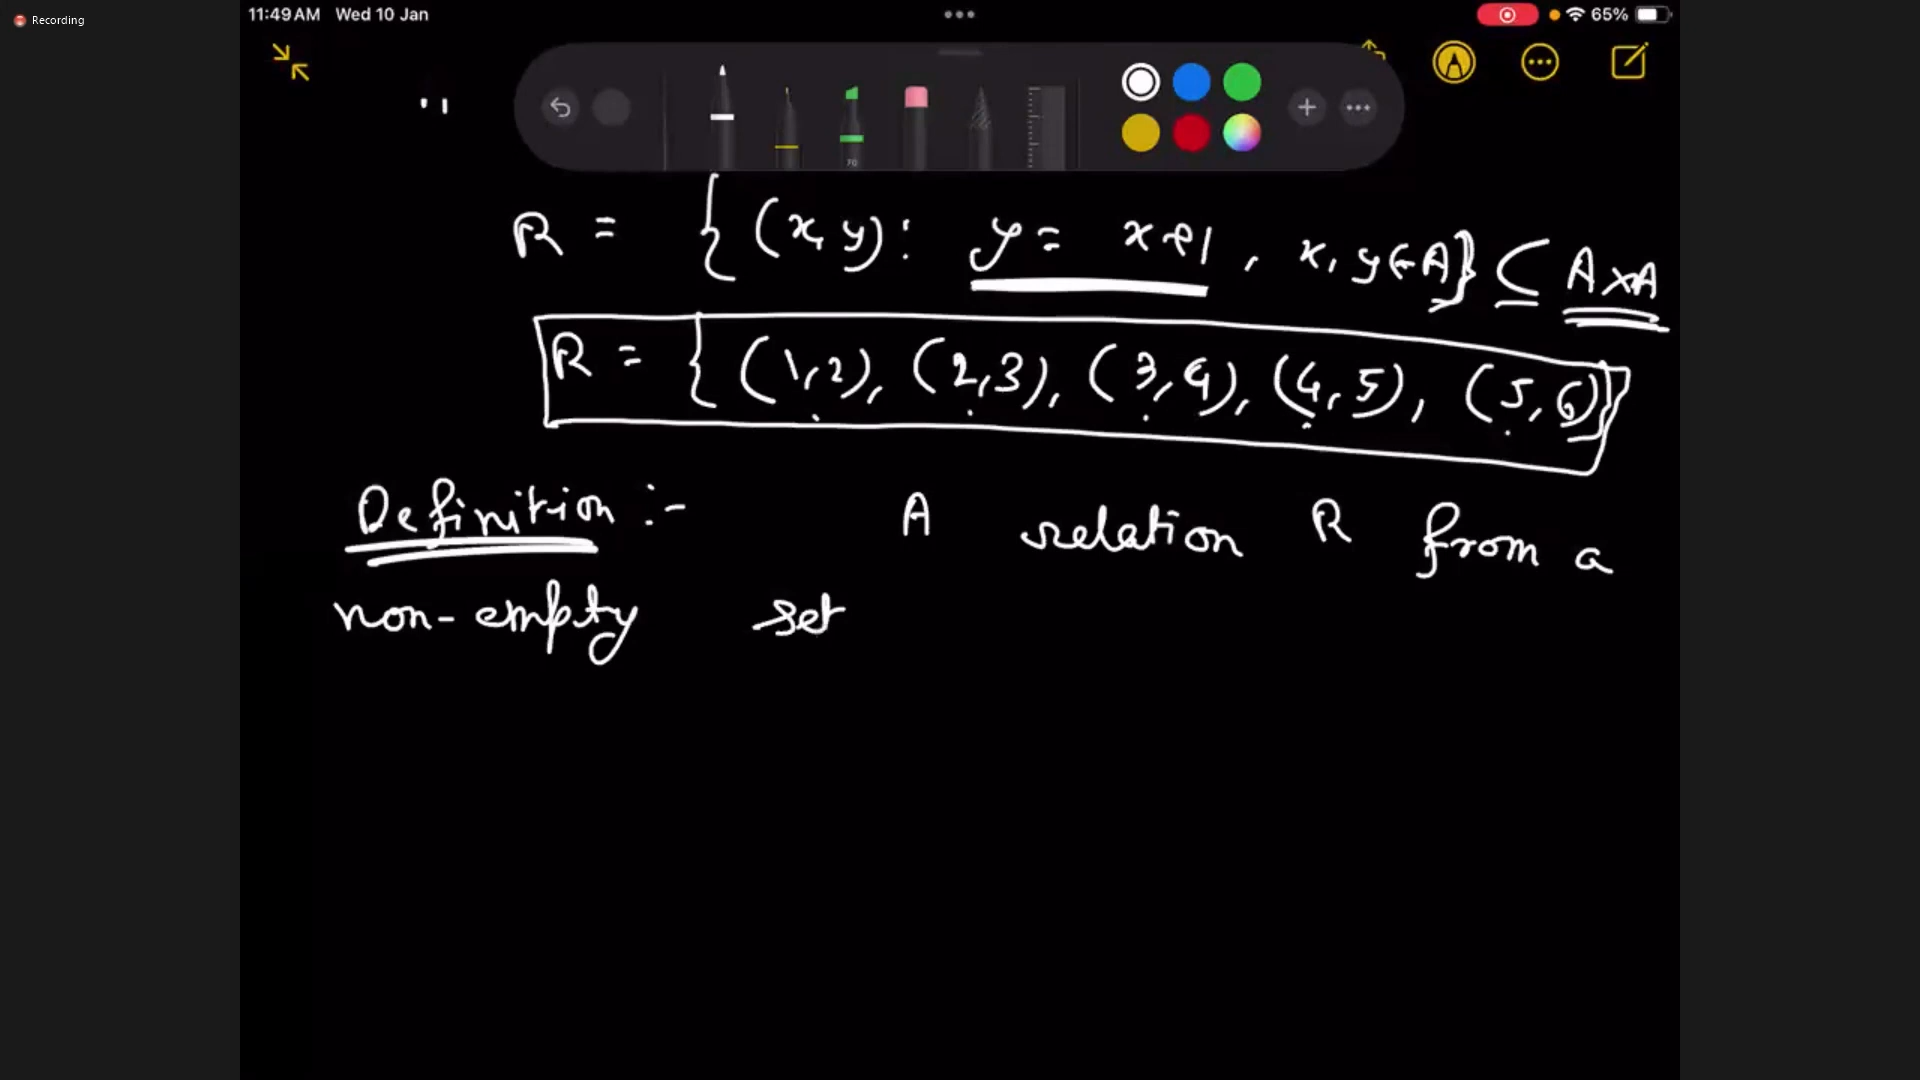 Recording
11:49 AM Wed 10 Jan
65%
70
R = { (x, y) : y = x+1 , x, y ∈ A} ⊆ A×A
R = { (1,2), (2,3), (3,4), (4,5), (5,6)}
Definition :- A relation R from a
non-empty set